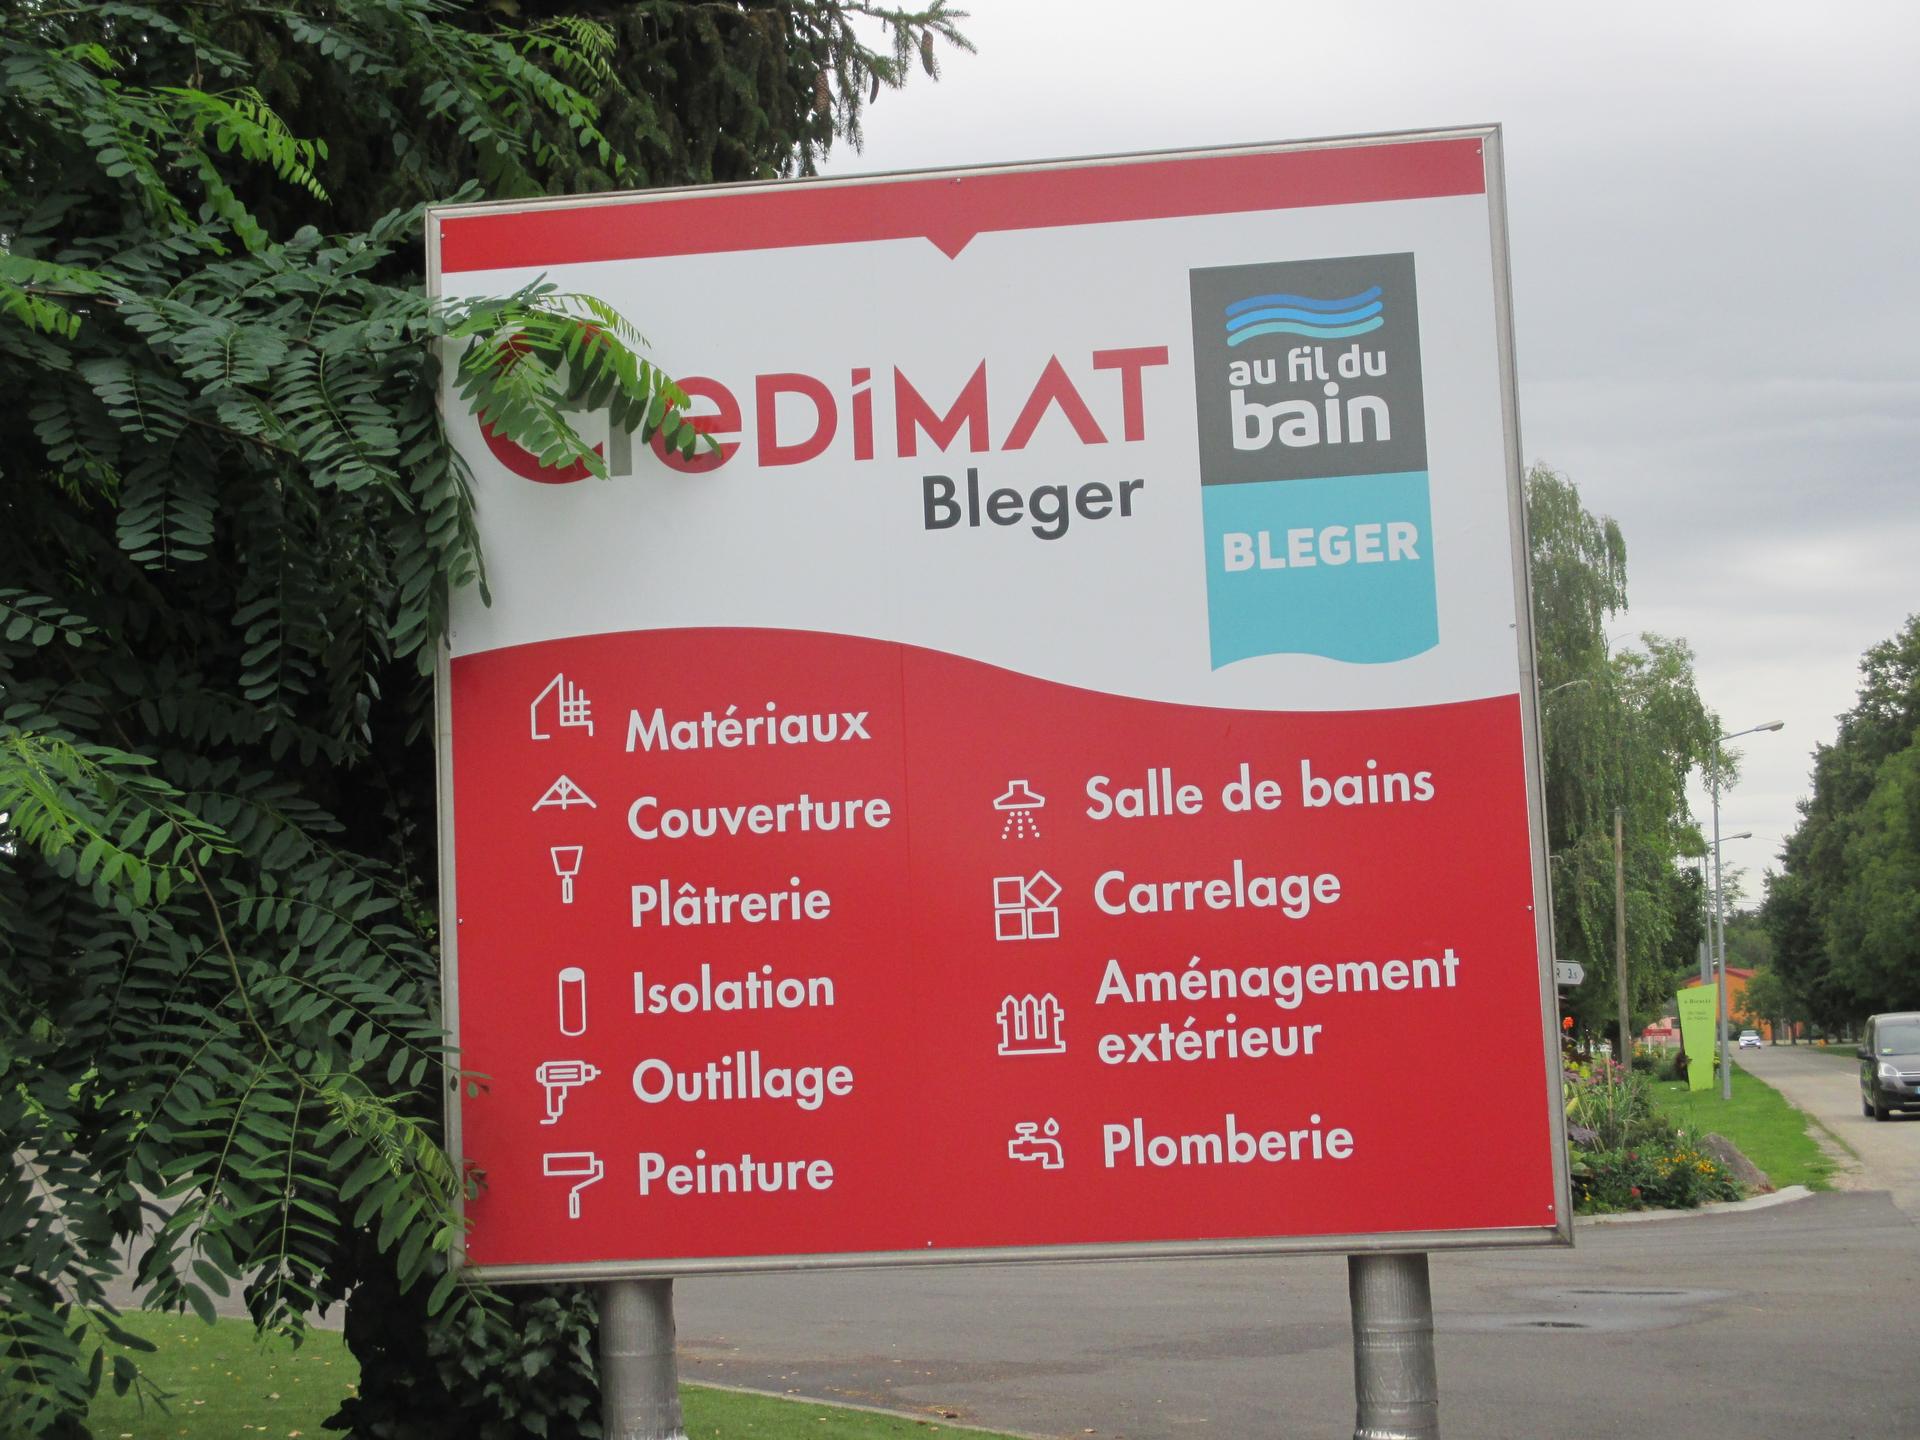 GEDIMAT
Bleger
au fil du
bain
BLEGER
Matériaux
Couverture
Plâtrerie
Isolation
Outillage
Peinture
Salle de bains
Carrelage
Aménagement
extérieur
Plomberie